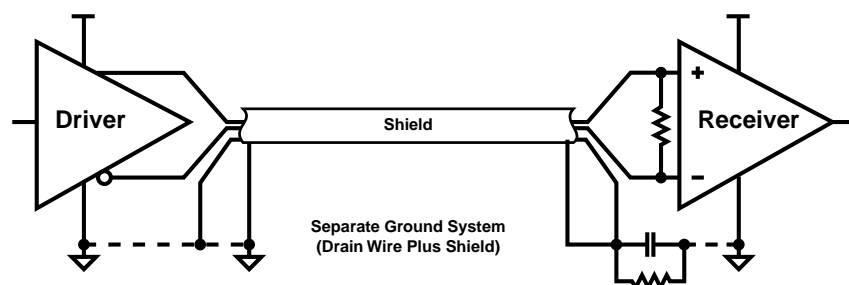 Driver
Shield
+
−
Receiver
Separate Ground System
(Drain Wire Plus Shield)